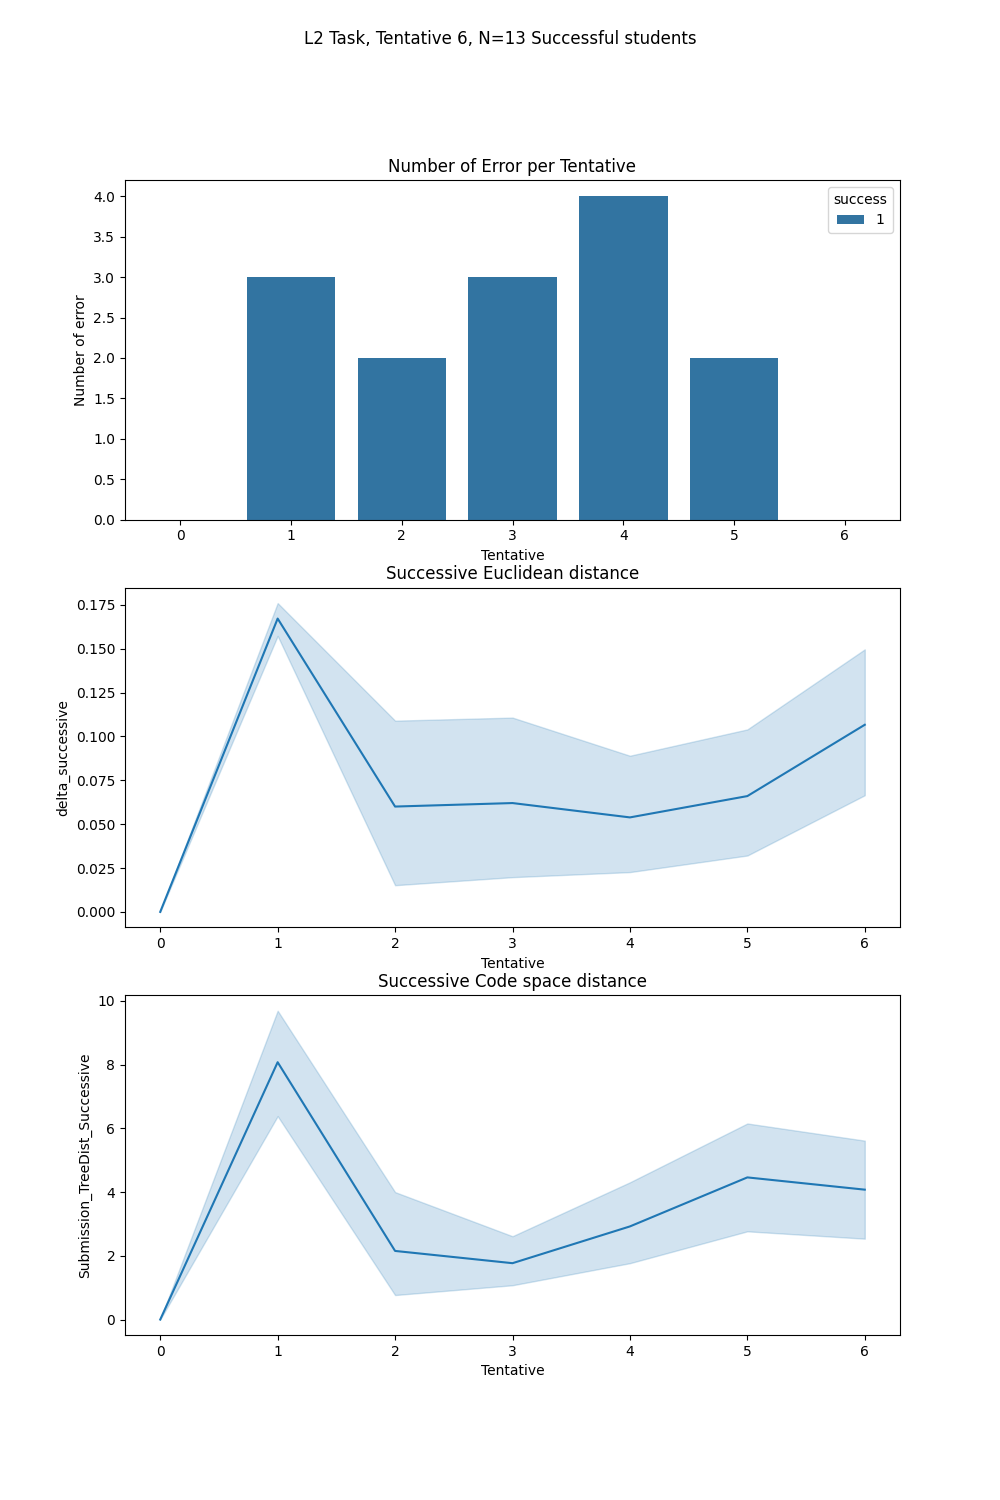 L2 Task, Tentative 6, N=13 Successful students
Number of Error per Tentative
success
1
Number of error
4.0
3.5
3.0
2.5
2.0
1.5
1.0
0.5
0.0
0 1 2 3 4 5 6
Tentative
Successive Euclidean distance
delta_successive
0.175
0.150
0.125
0.100
0.075
0.050
0.025
0.000
0 1 2 3 4 5 6
Tentative
Successive Code space distance
Submission_TreeDist_Successive
10
8
6
4
2
0
0 1 2 3 4 5 6
Tentative